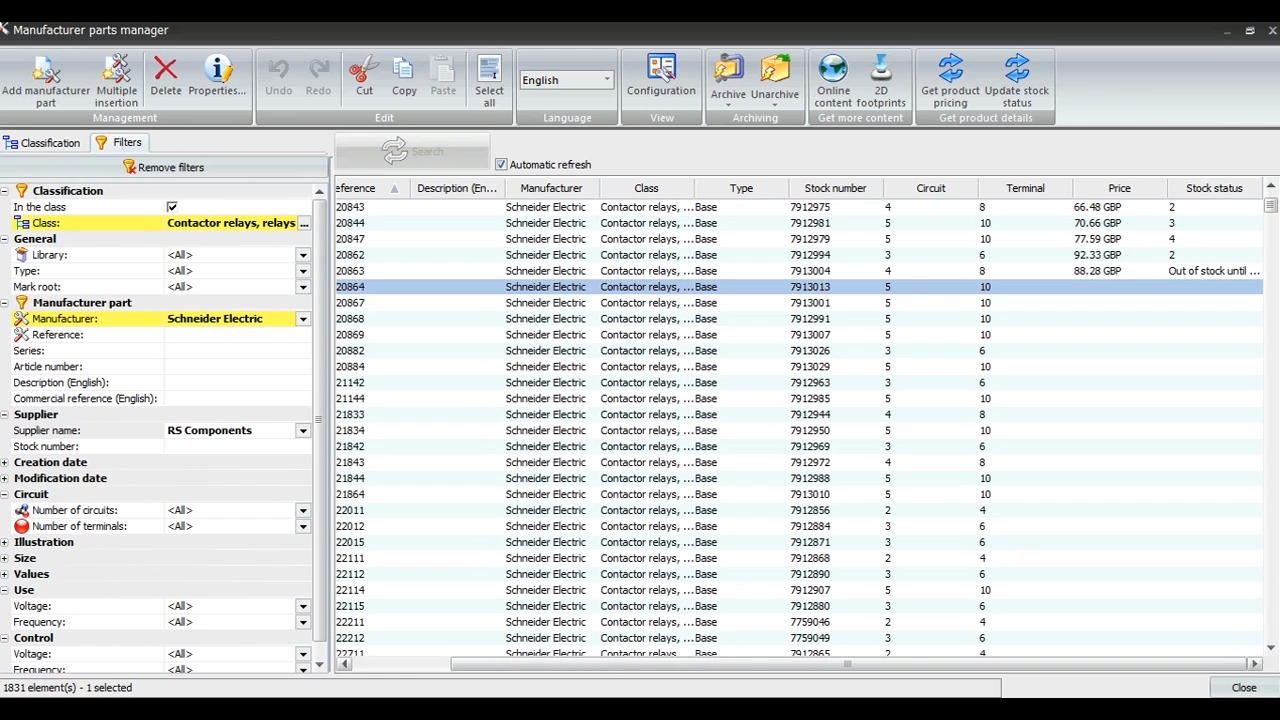 Manufacturer parts manager
Add manufacturer part
Multiple insertion
Delete
Properties...
Undo
Redo
Cut
Copy
Paste
Select all
English
Configuration
Archive
Unarchive
Online content
2D footprints
Get product pricing
Update stock status
Management
Edit
Language
View
Archiving
Get more content
Get product details
Classification
Filters
Search
Automatic refresh
Remove filters
Classification
In the class
Class: Contactor relays, relays ...
General
Library: <All>
Type: <All>
Mark root: <All>
Manufacturer part
Manufacturer: Schneider Electric
Reference:
Series:
Article number:
Description (English):
Commercial reference (English):
Supplier
Supplier name: RS Components
Stock number:
Creation date
Modification date
Circuit
Number of circuits: <All>
Number of terminals: <All>
Illustration
Size
Values
Use
Voltage: <All>
Frequency: <All>
Control
Voltage: <All>
Frequency: <All>
eference Description (En... Manufacturer Class Type Stock number Circuit Terminal Price Stock status
20843 Schneider Electric Contactor relays, ... Base 7912975 4 8 66.48 GBP 2
20844 Schneider Electric Contactor relays, ... Base 7912981 5 10 70.66 GBP 3
20847 Schneider Electric Contactor relays, ... Base 7912979 5 10 77.59 GBP 4
20862 Schneider Electric Contactor relays, ... Base 7912994 3 6 92.33 GBP 2
20863 Schneider Electric Contactor relays, ... Base 7913004 4 8 88.28 GBP Out of stock until ...
20864 Schneider Electric Contactor relays, ... Base 7913013 5 10
20867 Schneider Electric Contactor relays, ... Base 7913001 5 10
20868 Schneider Electric Contactor relays, ... Base 7912991 5 10
20869 Schneider Electric Contactor relays, ... Base 7913007 5 10
20882 Schneider Electric Contactor relays, ... Base 7913026 3 6
20884 Schneider Electric Contactor relays, ... Base 7913029 5 10
21142 Schneider Electric Contactor relays, ... Base 7912963 3 6
21144 Schneider Electric Contactor relays, ... Base 7912985 5 10
21833 Schneider Electric Contactor relays, ... Base 7912944 4 8
21834 Schneider Electric Contactor relays, ... Base 7912950 5 10
21842 Schneider Electric Contactor relays, ... Base 7912969 3 6
21843 Schneider Electric Contactor relays, ... Base 7912972 4 8
21844 Schneider Electric Contactor relays, ... Base 7912988 5 10
21864 Schneider Electric Contactor relays, ... Base 7913010 5 10
22011 Schneider Electric Contactor relays, ... Base 7912856 2 4
22012 Schneider Electric Contactor relays, ... Base 7912884 3 6
22015 Schneider Electric Contactor relays, ... Base 7912871 3 6
22111 Schneider Electric Contactor relays, ... Base 7912868 2 4
22112 Schneider Electric Contactor relays, ... Base 7912890 3 6
22114 Schneider Electric Contactor relays, ... Base 7912907 5 10
22115 Schneider Electric Contactor relays, ... Base 7912880 3 6
22211 Schneider Electric Contactor relays, ... Base 7759046 2 4
22212 Schneider Electric Contactor relays, ... Base 7759049 3 6
22711 Schneider Electric Contactor relays, ... Base 7912865 2 4
1831 element(s) - 1 selected
Close